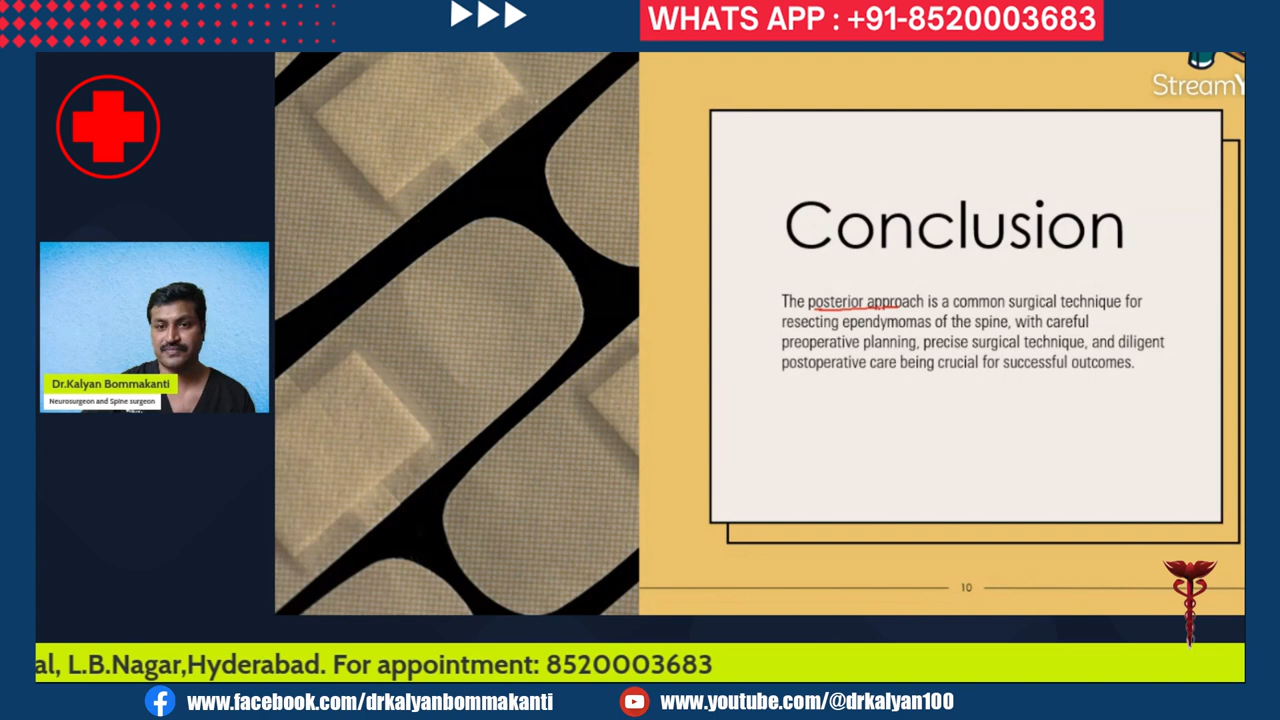 WHATS APP : +91-8520003683
StreamY
Conclusion
The posterior approach is a common surgical technique for
resecting ependymomas of the spine, with careful
preoperative planning, precise surgical technique, and diligent
postoperative care being crucial for successful outcomes.
Dr.Kalyan Bommakanti
Neurosurgeon and Spine surgeon
10
al, L.B.Nagar,Hyderabad. For appointment: 8520003683
www.facebook.com/drkalyanbommakanti
www.youtube.com/@drkalyan100